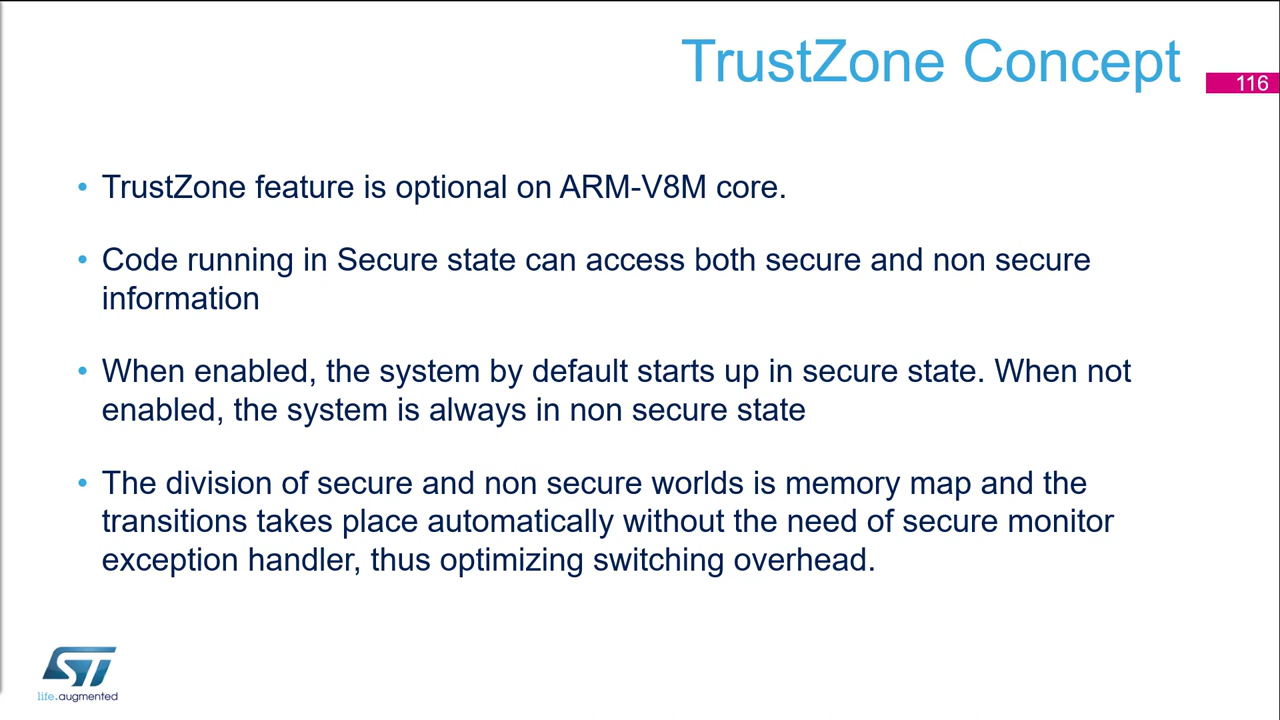 TrustZone Concept
116
• TrustZone feature is optional on ARM-V8M core.
• Code running in Secure state can access both secure and non secure
information
• When enabled, the system by default starts up in secure state. When not
enabled, the system is always in non secure state
• The division of secure and non secure worlds is memory map and the
transitions takes place automatically without the need of secure monitor
exception handler, thus optimizing switching overhead.
ST
life.augmented